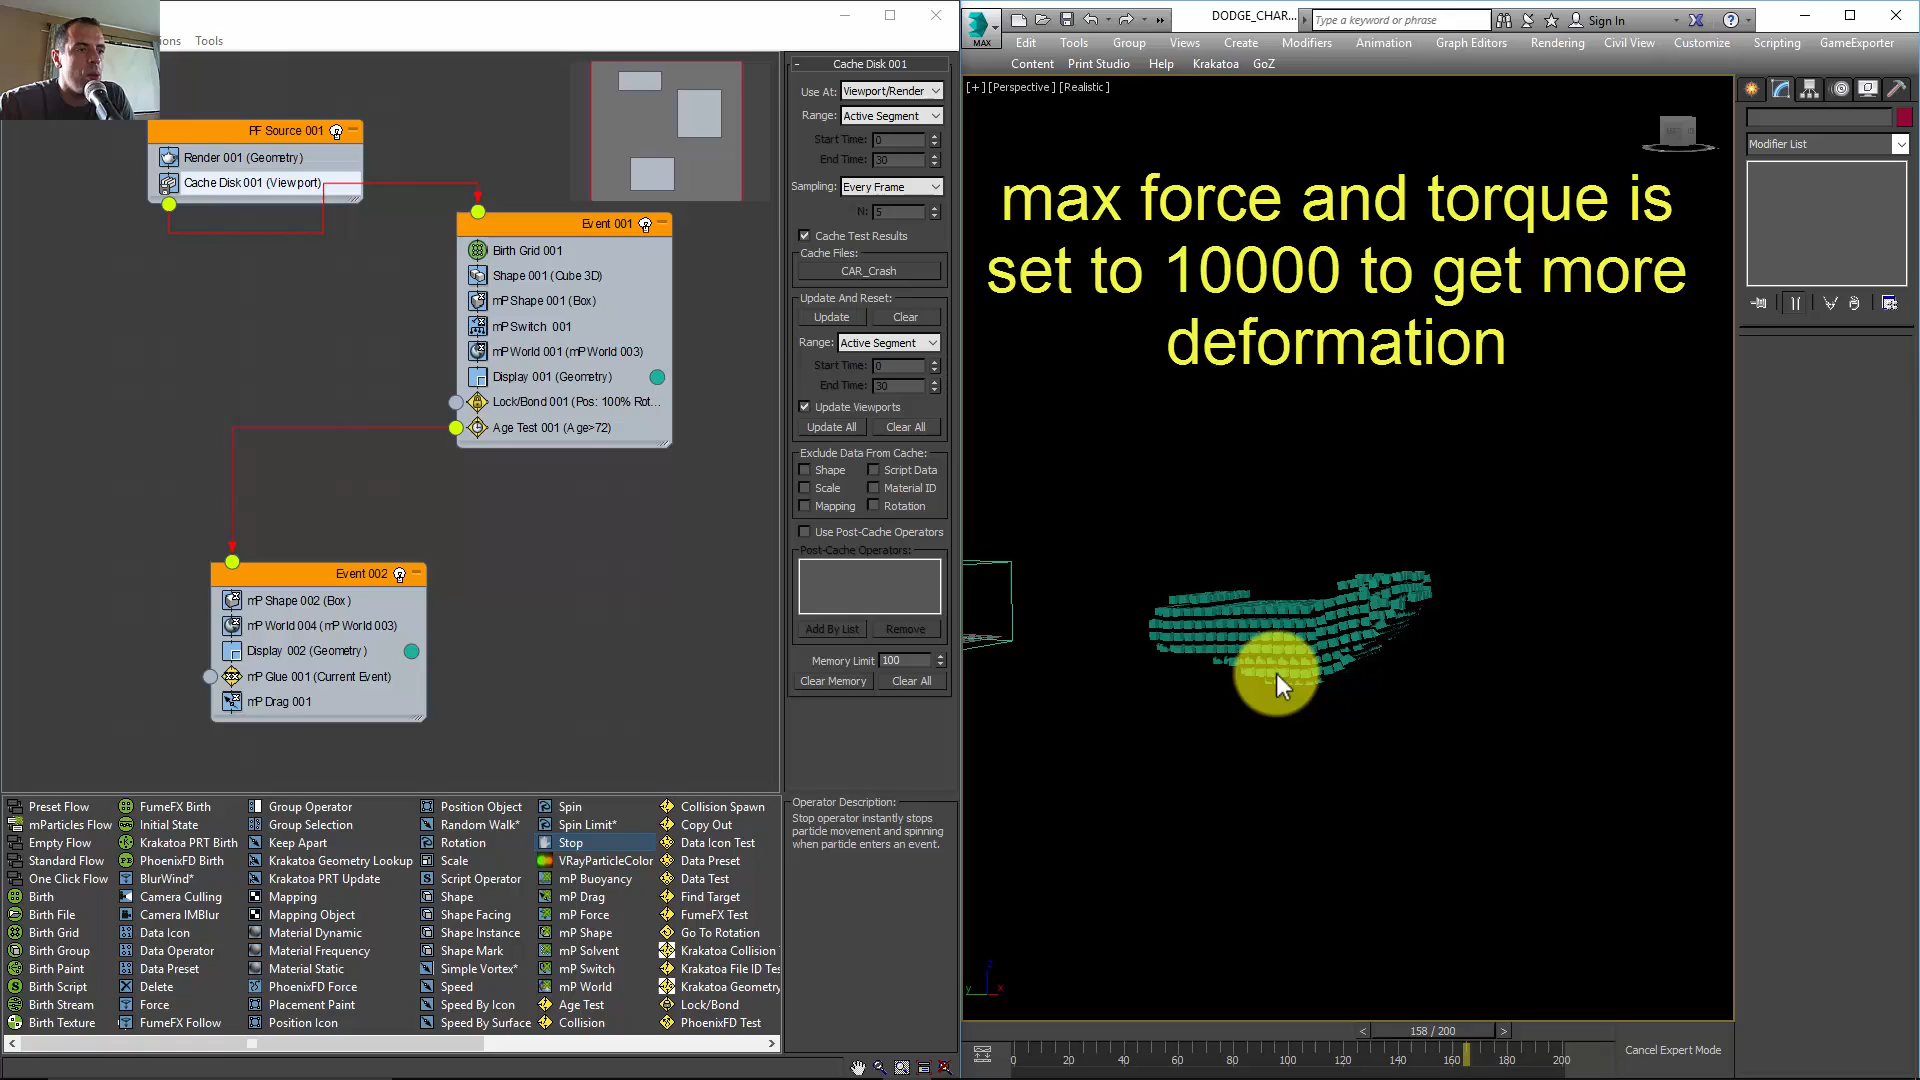 ions Tools
PF Source 001
Render 001 (Geometry)
Cache Disk 001 (Viewport)
Event 001
Birth Grid 001
Shape 001 (Cube 3D)
mP Shape 001 (Box)
mP Switch 001
mP World 001 (mP World 003)
Display 001 (Geometry)
Lock/Bond 001 (Pos: 100% Rot...
Age Test 001 (Age>72)
Event 002
mP Shape 002 (Box)
mP World 004 (mP World 003)
Display 002 (Geometry)
mP Glue 001 (Current Event)
mP Drag 001
- Cache Disk 001
Use At: Viewport/Render
Range: Active Segment
Start Time: 0
End Time: 30
Sampling: Every Frame
N: 5
Cache Test Results
Cache Files:
CAR_Crash
Update And Reset:
Update Clear
Range: Active Segment
Start Time: 0
End Time: 30
Update Viewports
Update All Clear All
Exclude Data From Cache:
Shape Script Data
Scale Material ID
Mapping Rotation
Use Post-Cache Operators
Post-Cache Operators:
Add By List Remove
Memory Limit 100
Clear Memory Clear All
Preset Flow FumeFX Birth Group Operator Position Object Spin Collision Spawn
mParticles Flow Initial State Group Selection Random Walk* Spin Limit* Copy Out
Empty Flow Krakatoa PRT Birth Keep Apart Rotation Stop Data Icon Test
Standard Flow PhoenixFD Birth Krakatoa Geometry Lookup Scale VRayParticleColor Data Preset
One Click Flow BlurWind* Krakatoa PRT Update Script Operator mP Buoyancy Data Test
Birth Camera Culling Mapping Shape mP Drag Find Target
Birth File Camera IMBlur Mapping Object Shape Facing mP Force FumeFX Test
Birth Grid Data Icon Material Dynamic Shape Instance mP Shape Go To Rotation
Birth Group Data Operator Material Frequency Shape Mark mP Solvent Krakatoa Collision
Birth Paint Data Preset Material Static Simple Vortex* mP Switch Krakatoa File ID Tes
Birth Script Delete PhoenixFD Force Speed mP World Krakatoa Geometry
Birth Stream Force Placement Paint Speed By Icon Age Test Lock/Bond
Birth Texture FumeFX Follow Position Icon Speed By Surface Collision PhoenixFD Test
Operator Description:
Stop operator instantly stops
particle movement and spinning
when particle enters an event.
MAX DODGE_CHAR... Type a keyword or phrase Sign In
Edit Tools Group Views Create Modifiers Animation Graph Editors Rendering Civil View Customize Scripting GameExporter
Content Print Studio Help Krakatoa GoZ
[+] [Perspective] [Realistic]
max force and torque is
set to 10000 to get more
deformation
Modifier List
z
y x
< 158 / 200 >
0 20 40 60 80 100 120 140 160 180 200
Cancel Expert Mode